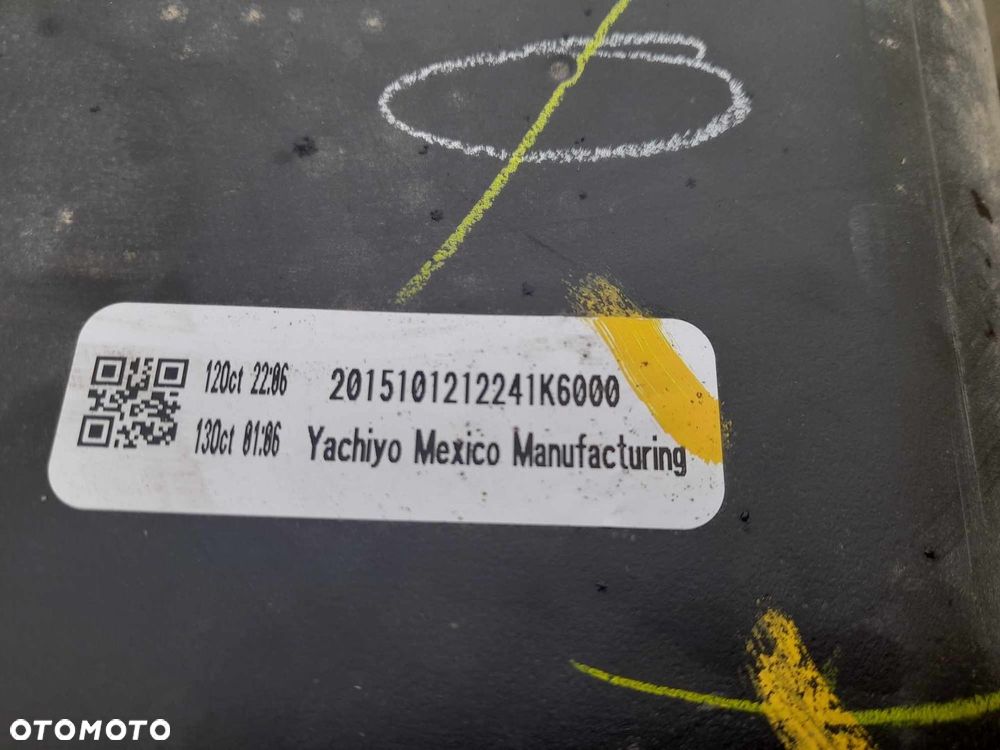 12Oct 22:06 2015101212241K6000
13Oct 01:06 Yachiyo Mexico Manufacturing
OTOMOTO